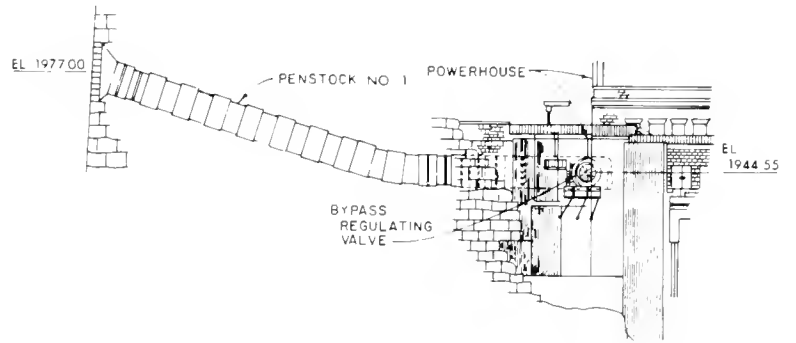 EL 1977.00
PENSTOCK NO 1
POWERHOUSE
EL
1944 55
BYPASS
REGULATING
VALVE